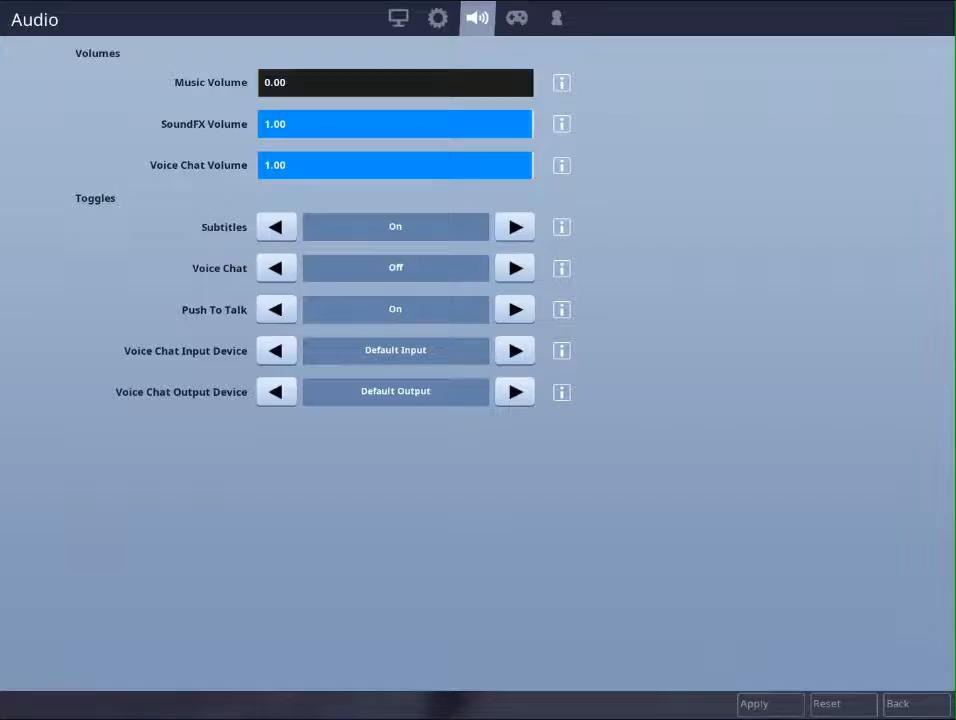 Audio
Volumes
Music Volume 0.00
SoundFX Volume 1.00
Voice Chat Volume 1.00
Toggles
Subtitles On
Voice Chat Off
Push To Talk On
Voice Chat Input Device Default Input
Voice Chat Output Device Default Output
Apply Reset Back